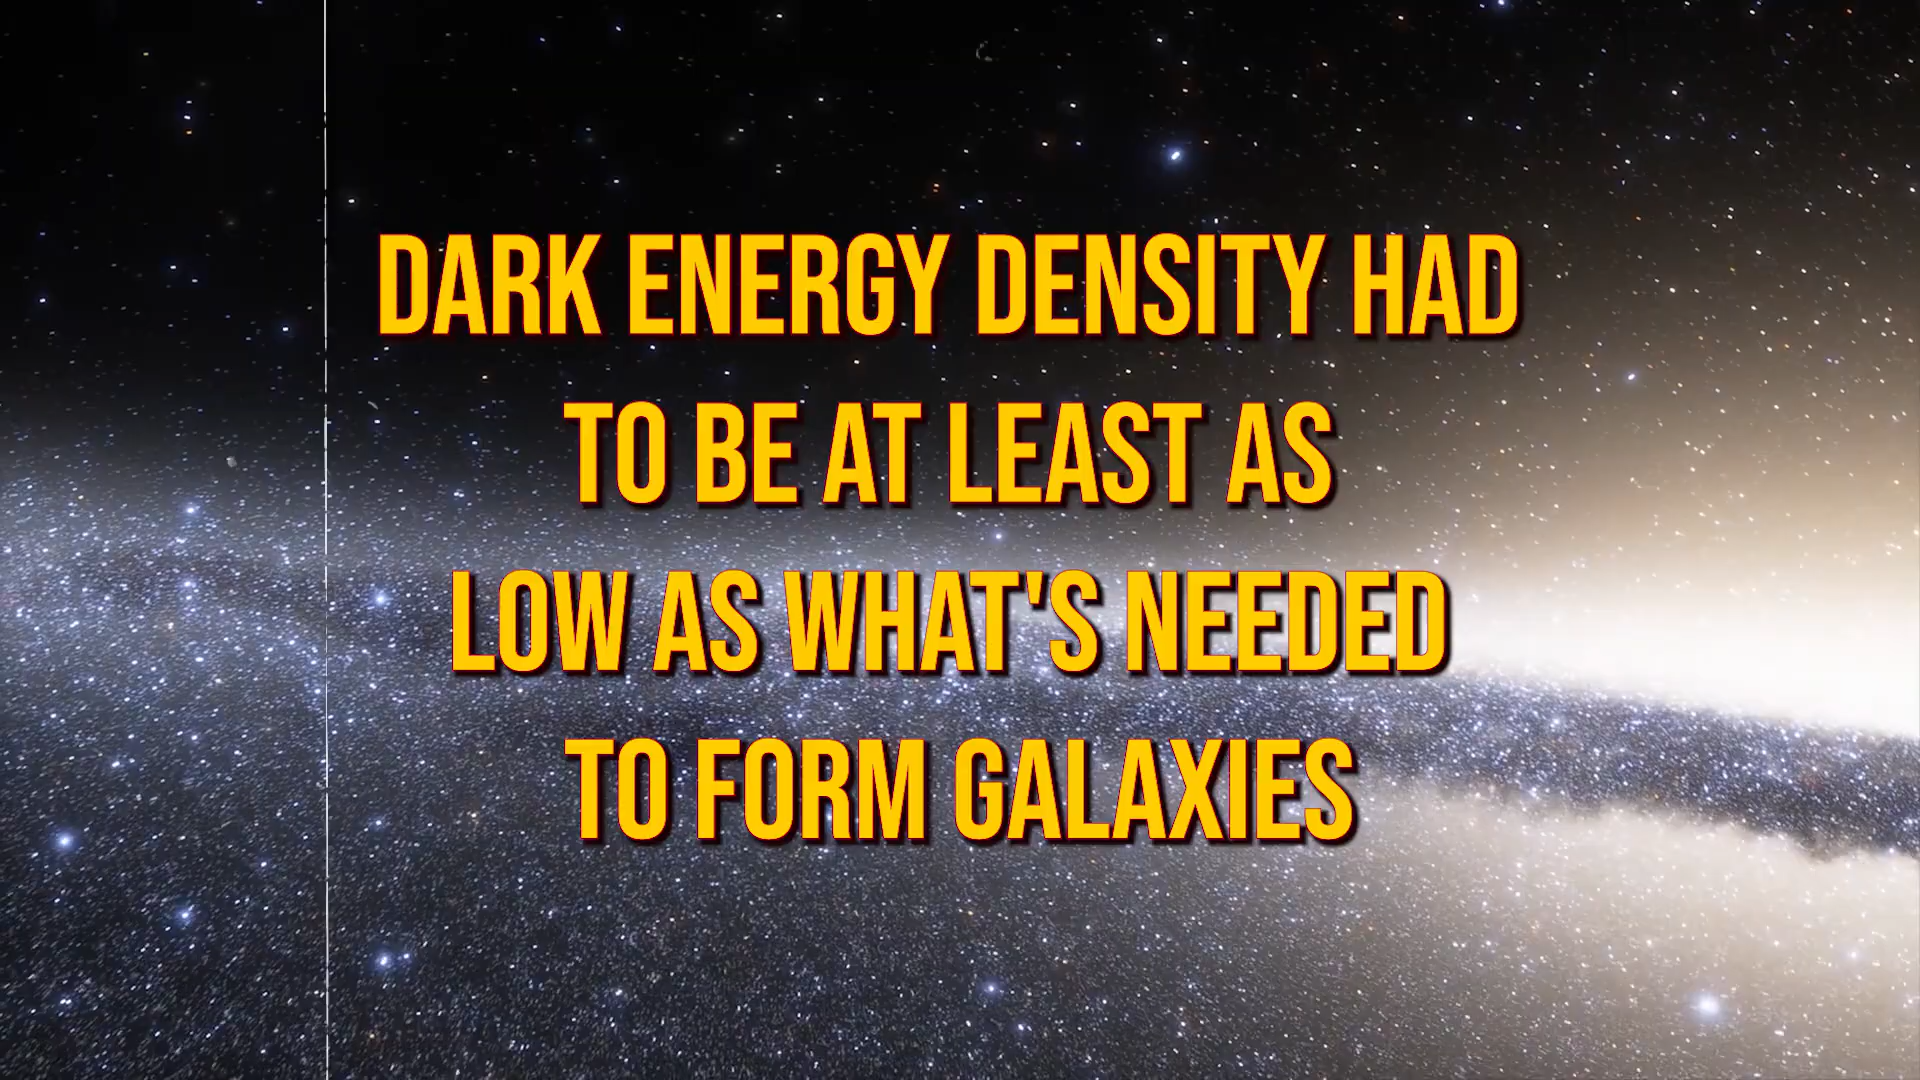 DARK ENERGY DENSITY HAD
TO BE AT LEAST AS
LOW AS WHAT'S NEEDED
TO FORM GALAXIES